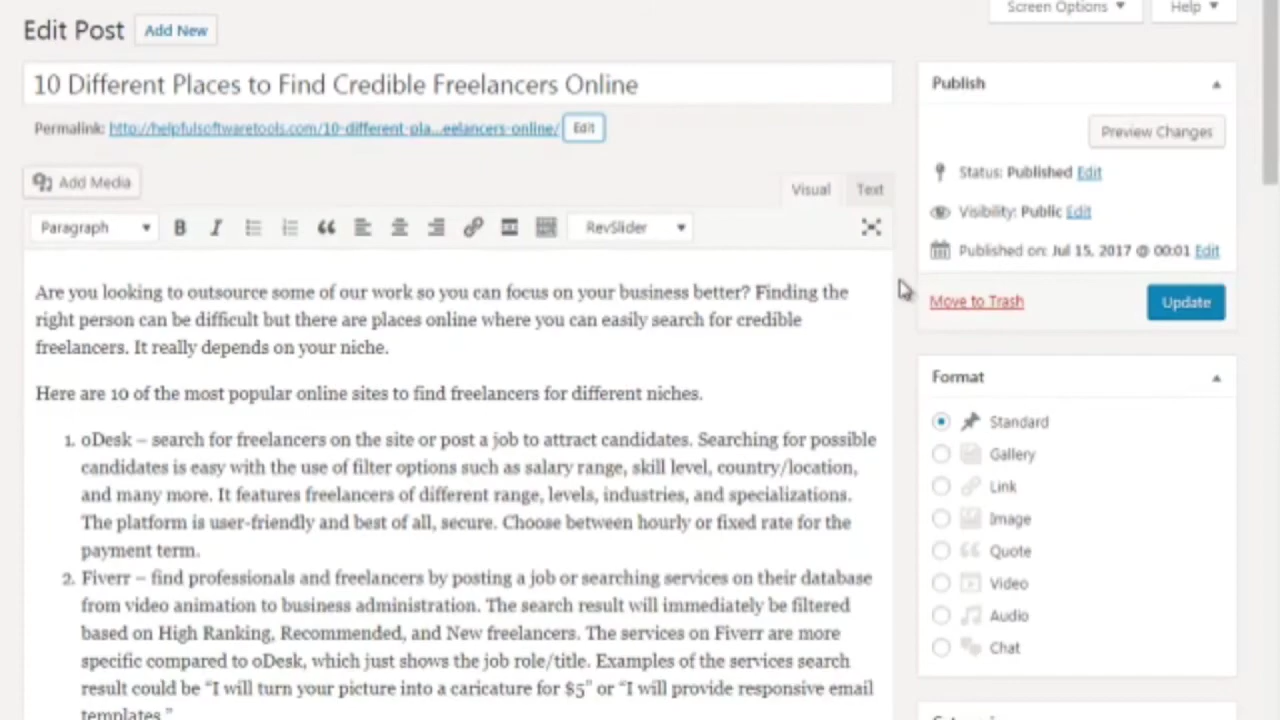 Screen Options ▼ Help ▼
Edit Post Add New
10 Different Places to Find Credible Freelancers Online
Permalink: http://helpfulsoftwaretools.com/10-different-pla...eelancers-online/ Edit
Add Media
Visual Text
Paragraph B I RevSlider
Are you looking to outsource some of our work so you can focus on your business better? Finding the
right person can be difficult but there are places online where you can easily search for credible
freelancers. It really depends on your niche.
Here are 10 of the most popular online sites to find freelancers for different niches.
1. oDesk – search for freelancers on the site or post a job to attract candidates. Searching for possible
candidates is easy with the use of filter options such as salary range, skill level, country/location,
and many more. It features freelancers of different range, levels, industries, and specializations.
The platform is user-friendly and best of all, secure. Choose between hourly or fixed rate for the
payment term.
2. Fiverr – find professionals and freelancers by posting a job or searching services on their database
from video animation to business administration. The search result will immediately be filtered
based on High Ranking, Recommended, and New freelancers. The services on Fiverr are more
specific compared to oDesk, which just shows the job role/title. Examples of the services search
result could be “I will turn your picture into a caricature for $5” or “I will provide responsive email
templates.”
Publish
Preview Changes
Status: Published Edit
Visibility: Public Edit
Published on: Jul 15, 2017 @ 00:01 Edit
Move to Trash Update
Format
Standard
Gallery
Link
Image
Quote
Video
Audio
Chat